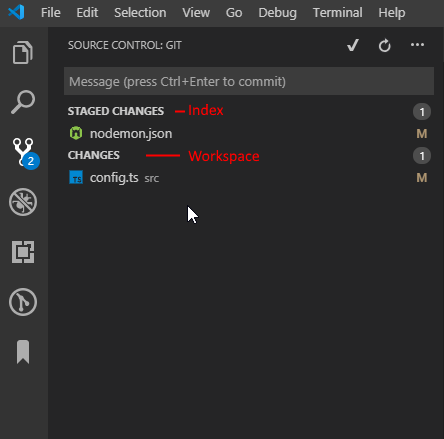 File Edit Selection View Go Debug Terminal Help
SOURCE CONTROL: GIT
Message (press Ctrl+Enter to commit)
STAGED CHANGES Index 1
nodemon.json M
CHANGES Workspace 1
2
TS config.ts src M